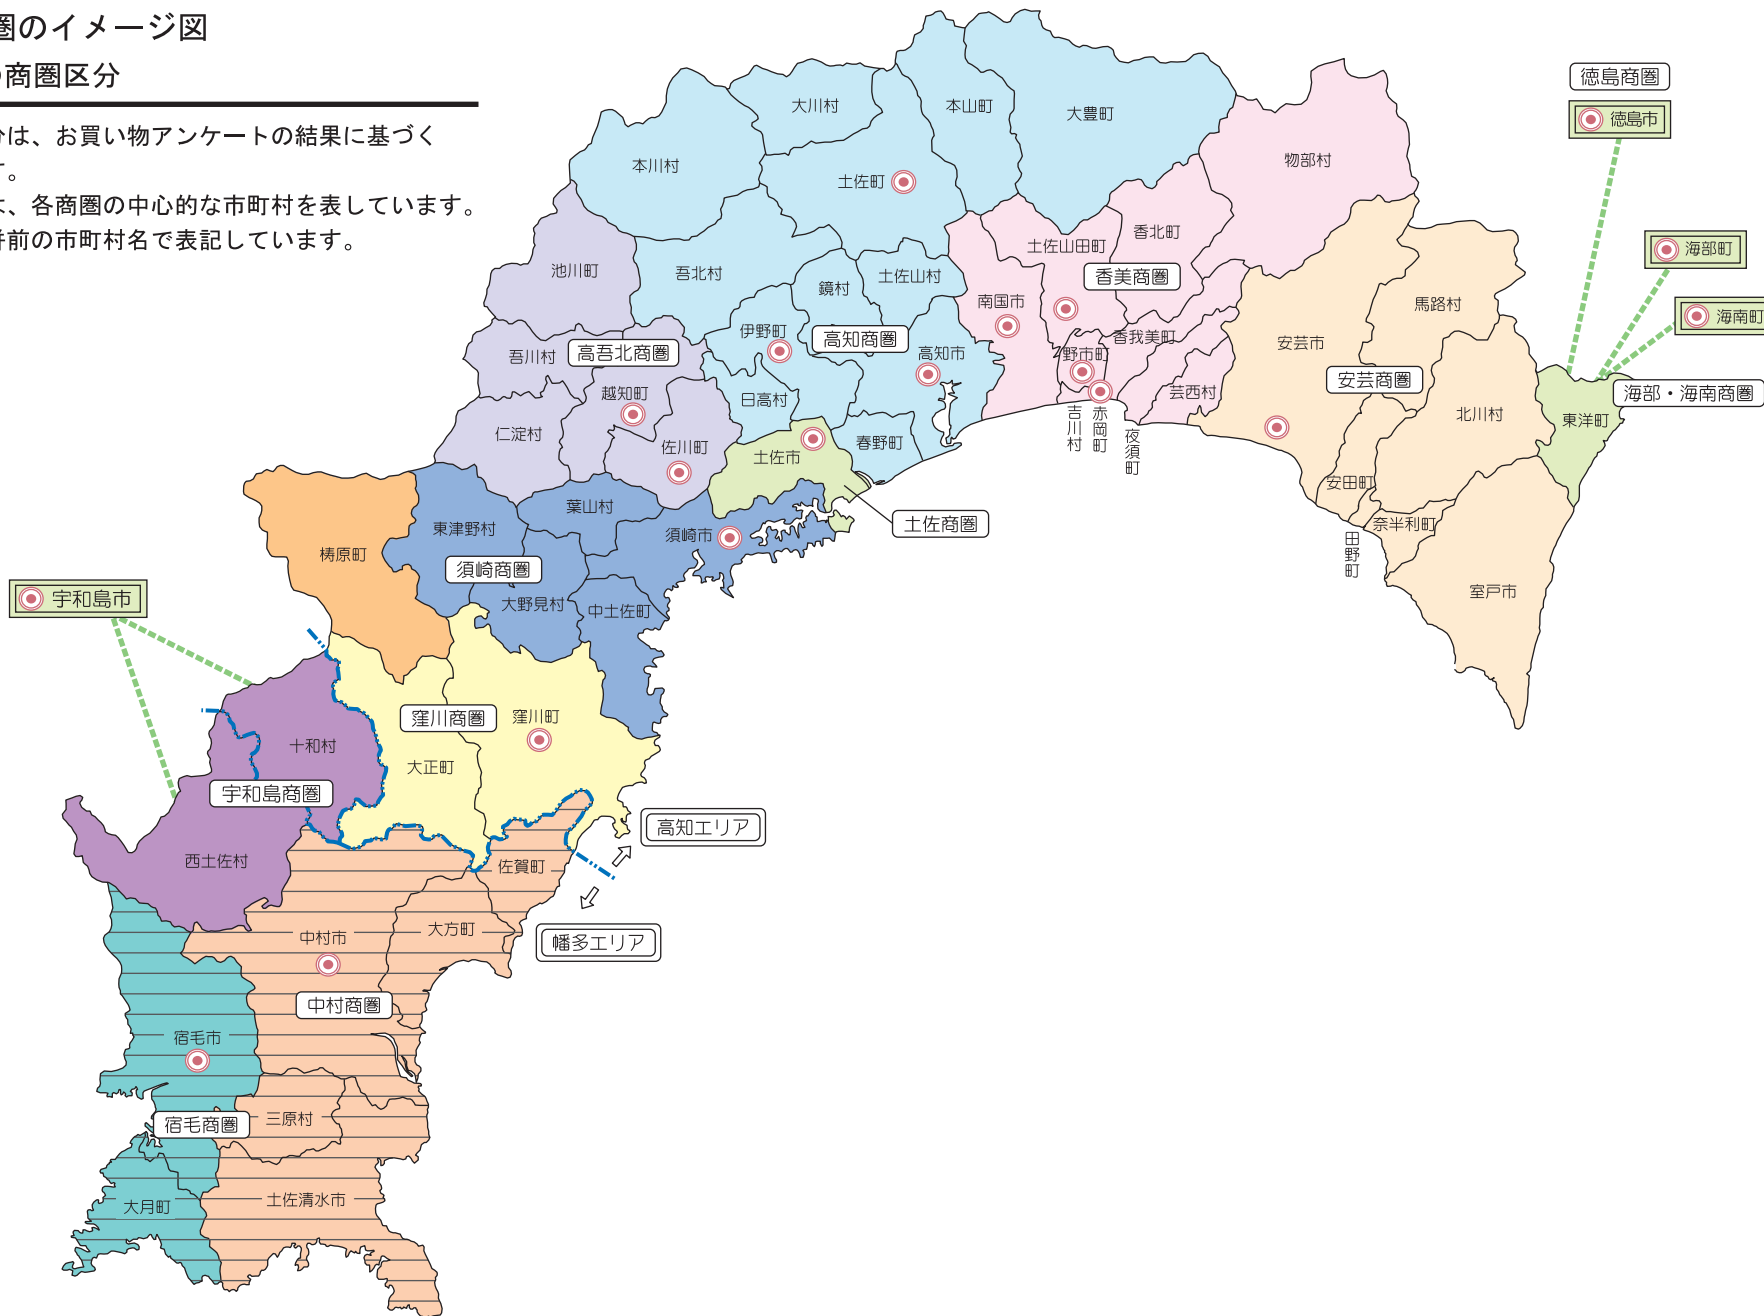 圏のイメージ図
の商圏区分
分は、お買い物アンケートの結果に基づく
す。
は、各商圏の中心的な市町村を表しています。
併前の市町村名で表記しています。
徳島商圏
徳島市
海部町
海南町
海部・海南商圏
東洋町
大川村
本山町
大豊町
本川村
土佐町
物部村
池川町
吾北村
鏡村
土佐山村
土佐山田町
香北町
香美商圏
南国市
伊野町
高知商圏
高知市
野市町
香我美町
芸西村
吉川村
赤岡町
夜須町
安芸市
馬路村
安芸商圏
北川村
安田町
奈半利町
田野町
室戸市
吾川村
高吾北商圏
越知町
仁淀村
佐川町
日高村
土佐市
春野町
土佐商圏
東津野村
葉山村
須崎市
須崎商圏
梼原町
大野見村
中土佐町
宇和島市
十和村
窪川商圏
窪川町
大正町
宇和島商圏
西土佐村
高知エリア
佐賀町
幡多エリア
大方町
中村市
中村商圏
宿毛市
宿毛商圏
三原村
大月町
土佐清水市